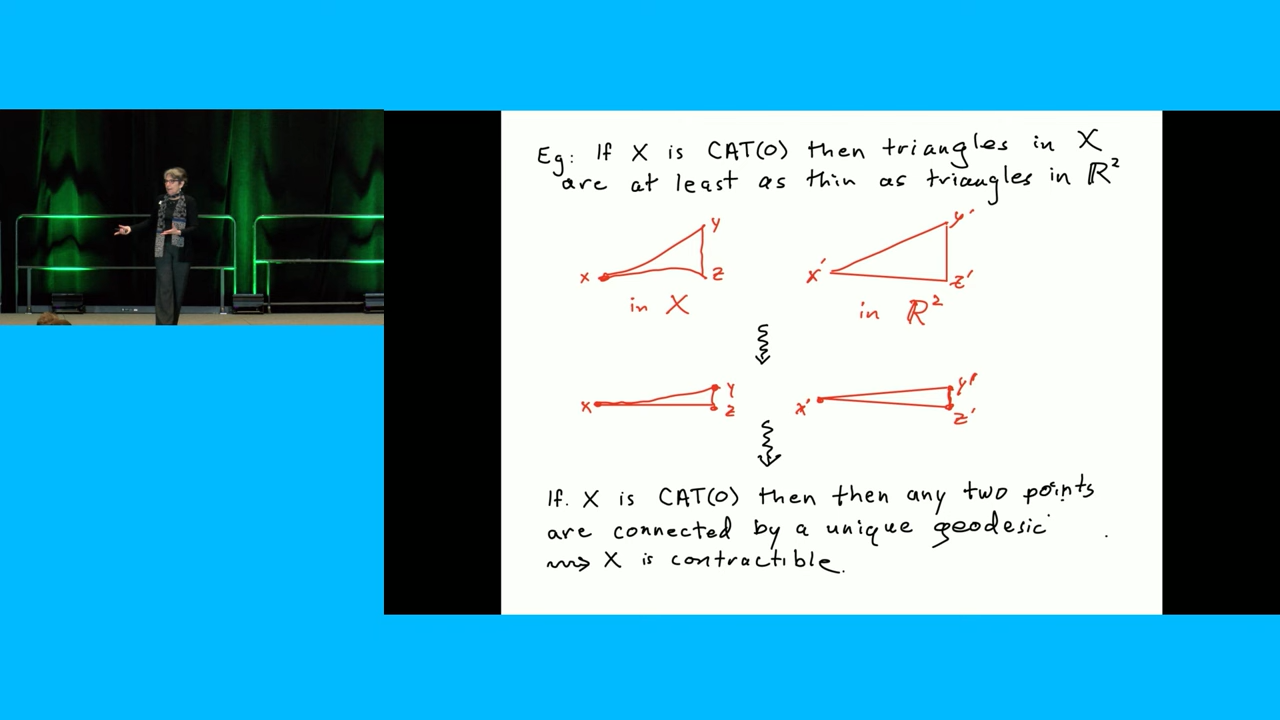 Eg: If X is CAT(0) then triangles in X
are at least as thin as triangles in ℝ²
x y z x' y' z'
in X in ℝ²
x y z x' y' z'
If X is CAT(0) then then any two points
are connected by a unique geodesic
⇝ X is contractible.